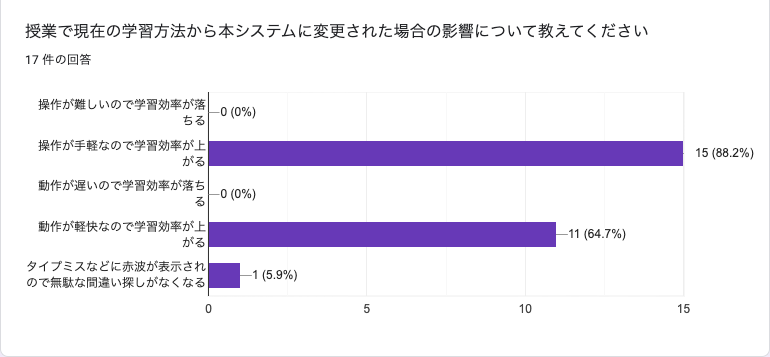 授業で現在の学習方法から本システムに変更された場合の影響について教えてください
17 件の回答
操作が難しいので学習効率が落
ちる
0 (0%)
操作が手軽なので学習効率が上
がる
15 (88.2%)
動作が遅いので学習効率が落ち
る
0 (0%)
動作が軽快なので学習効率が上
がる
11 (64.7%)
タイプミスなどに赤波が表示され
ので無駄な間違い探しがなくなる
1 (5.9%)
0 5 10 15